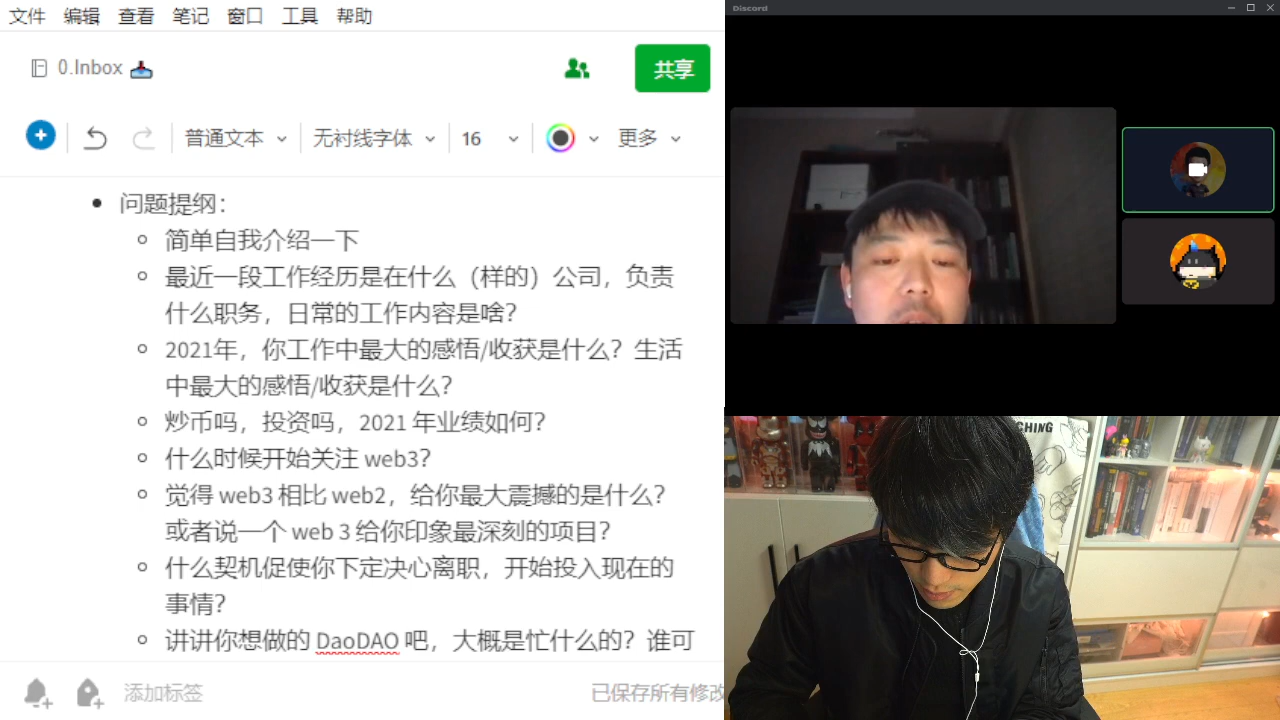 文件 编辑 查看 笔记 窗口 工具 帮助
Discord
0.Inbox
共享
普通文本 无衬线字体 16 更多
问题提纲：
简单自我介绍一下
最近一段工作经历是在什么（样的）公司，负责
什么职务，日常的工作内容是啥？
2021年，你工作中最大的感悟/收获是什么？生活
中最大的感悟/收获是什么？
炒币吗，投资吗，2021 年业绩如何？
什么时候开始关注 web3？
觉得 web3 相比 web2，给你最大震撼的是什么？
或者说一个 web 3 给你印象最深刻的项目？
什么契机促使你下定决心离职，开始投入现在的
事情？
讲讲你想做的 DaoDAO 吧，大概是忙什么的？谁可
添加标签
已保存所有修改
CHING